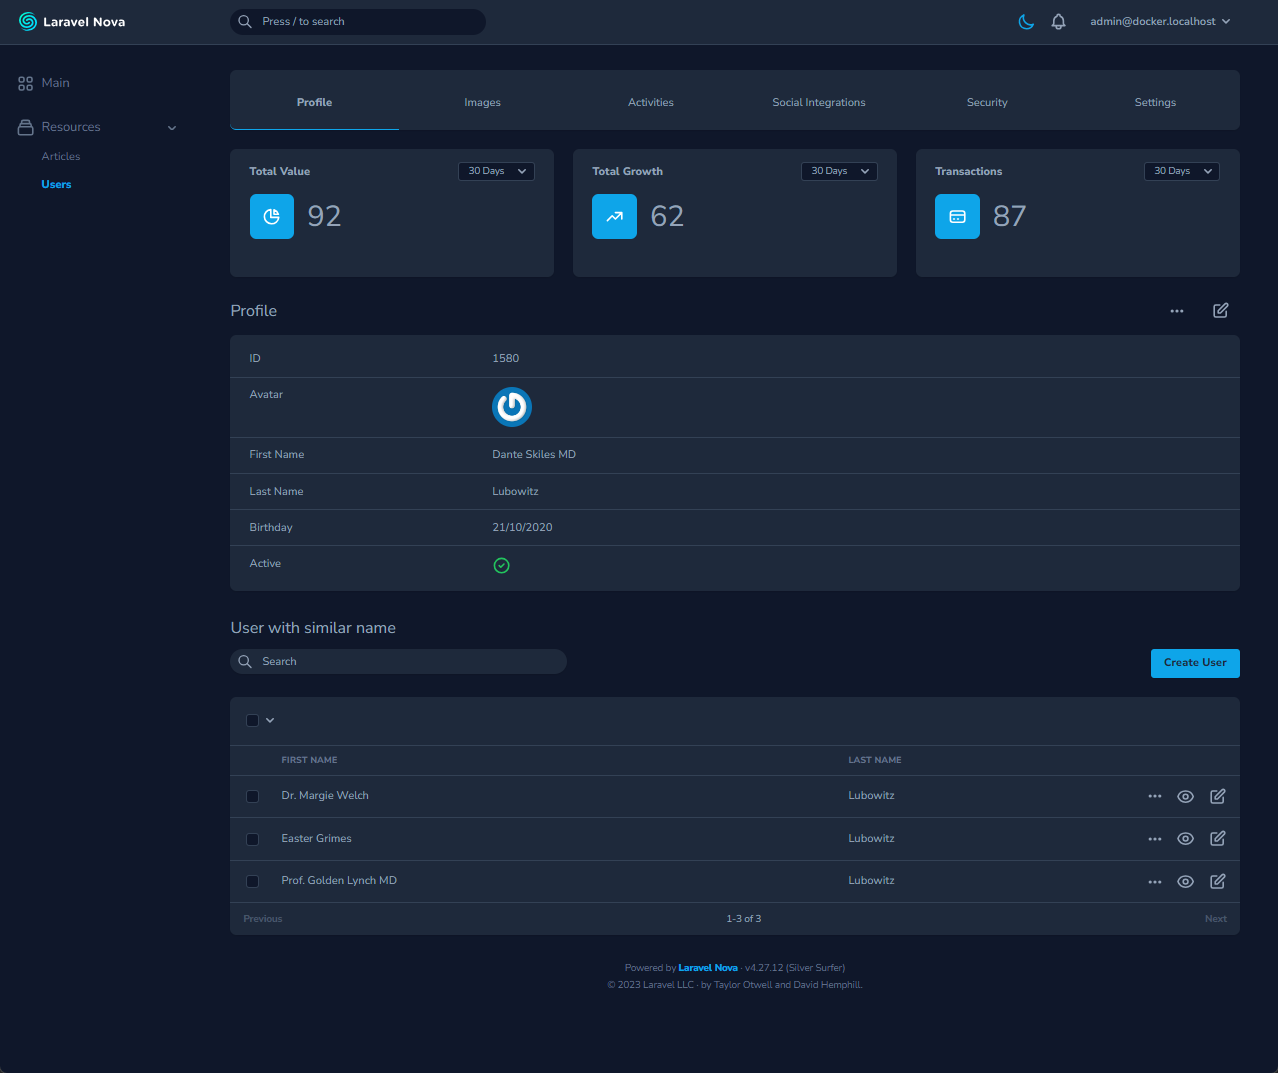 Laravel Nova
Press / to search
admin@docker.localhost
Main
Resources
Articles
Users
Profile
Images
Activities
Social Integrations
Security
Settings
Total Value
30 Days
92
Total Growth
30 Days
62
Transactions
30 Days
87
Profile
ID 1580
Avatar
First Name Dante Skiles MD
Last Name Lubowitz
Birthday 21/10/2020
Active
User with similar name
Search
Create User
FIRST NAME LAST NAME
Dr. Margie Welch Lubowitz
Easter Grimes Lubowitz
Prof. Golden Lynch MD Lubowitz
Previous 1-3 of 3 Next
Powered by Laravel Nova · v4.27.12 (Silver Surfer)
© 2023 Laravel LLC · by Taylor Otwell and David Hemphill.